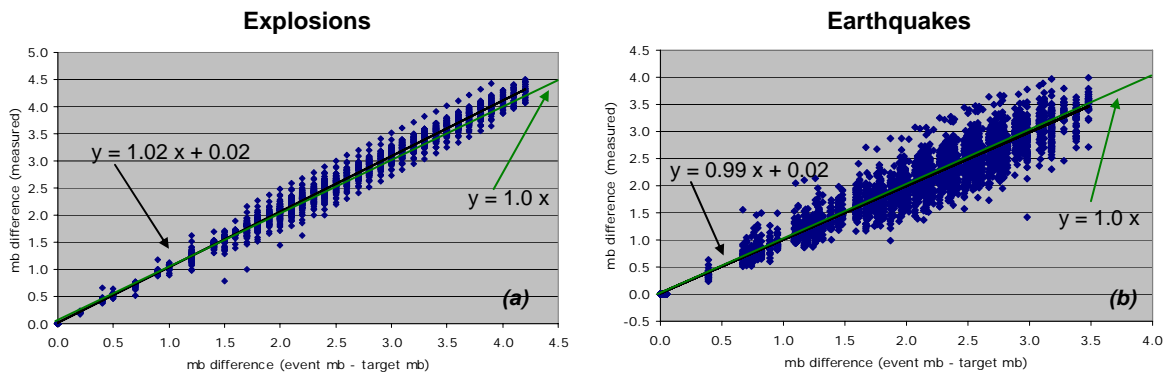 Explosions
5.0
4.5
4.0
3.5
3.0
2.5
2.0
1.5
1.0
0.5
0.0
mb difference (measured)
y = 1.02 x + 0.02
y = 1.0 x
(a)
0.0 0.5 1.0 1.5 2.0 2.5 3.0 3.5 4.0 4.5
mb difference (event mb - target mb)
Earthquakes
4.5
4.0
3.5
3.0
2.5
2.0
1.5
1.0
0.5
0.0
-0.5
mb difference (measured)
y = 0.99 x + 0.02
y = 1.0 x
(b)
0.0 0.5 1.0 1.5 2.0 2.5 3.0 3.5 4.0
mb difference (event mb - target mb)